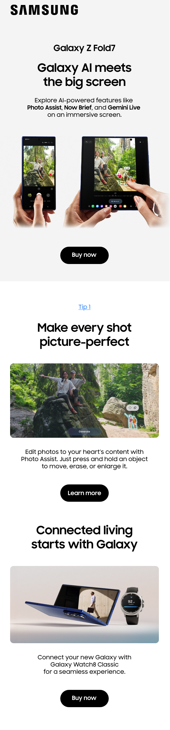 SAMSUNG
Galaxy Z Fold7
Galaxy AI meets
the big screen
Explore AI-powered features like
Photo Assist, Now Brief, and Gemini Live
on an immersive screen.
Buy now
Tip 1
Make every shot
picture-perfect
Edit photos to your heart's content with
Photo Assist. Just press and hold an object
to move, erase, or enlarge it.
Learn more
Connected living
starts with Galaxy
Connect your new Galaxy with
Galaxy Watch8 Classic
for a seamless experience.
Buy now